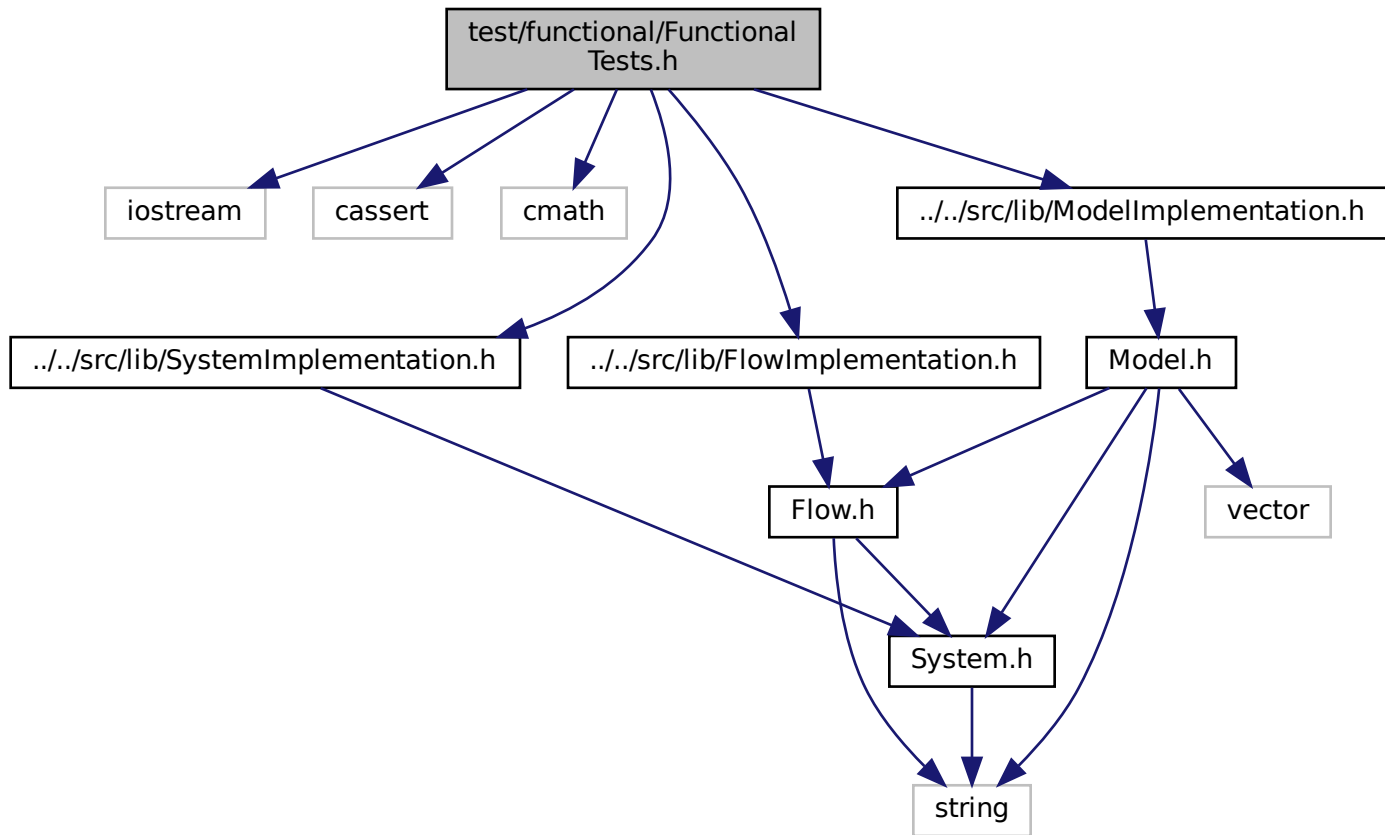 test/functional/Functional
Tests.h
iostream
cassert
cmath
../../src/lib/ModelImplementation.h
../../src/lib/SystemImplementation.h
../../src/lib/FlowImplementation.h
Model.h
Flow.h
vector
System.h
string